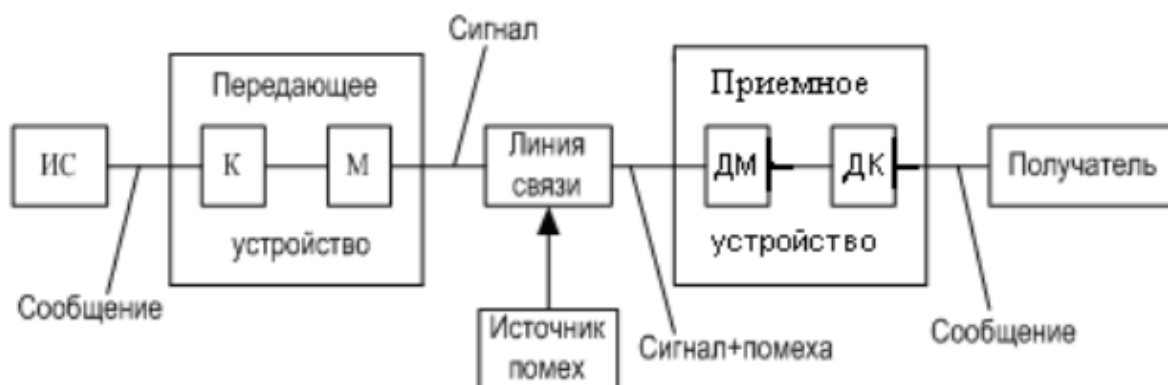 Сигнал
Передающее
Приемное
ИС
К
М
Линия
связи
ДМ
ДК
Получатель
устройство
устройство
Сообщение
Источник
помех
Сигнал+помеха
Сообщение